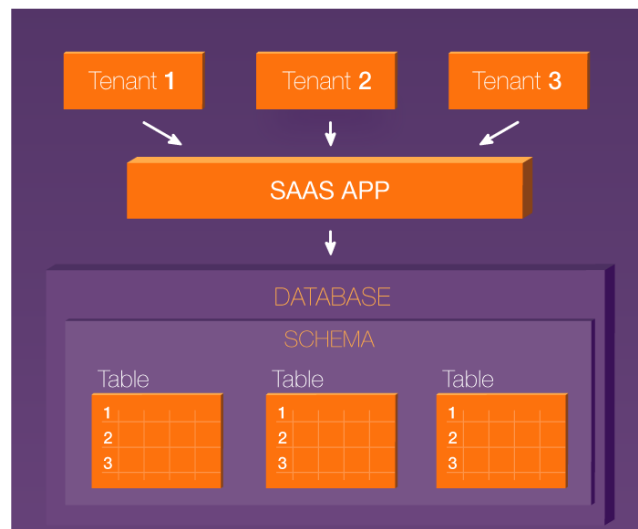 Tenant 1
Tenant 2
Tenant 3
SAAS APP
DATABASE
SCHEMA
Table
1
2
3
Table
1
2
3
Table
1
2
3